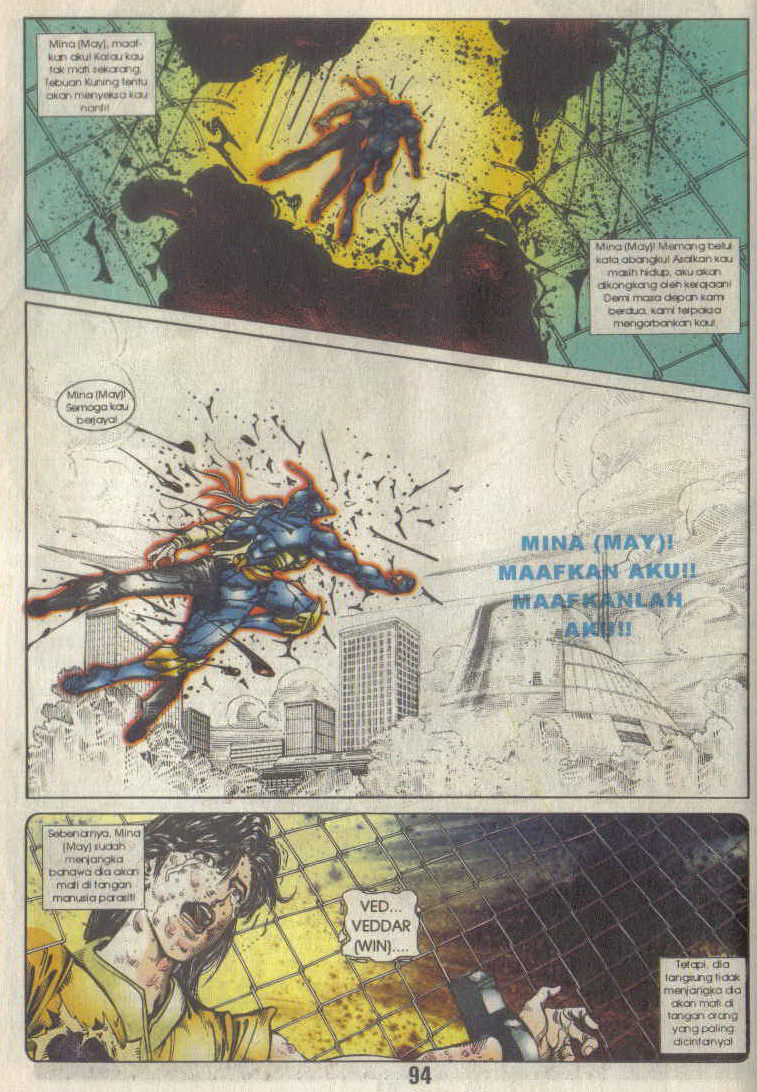 Mina (May), maaf-
kan aku! Kalau kau
tak mati sekarang,
Tebuan Kuning tentu
akan menyeksa kau
nanti!
Mina (May)! Memang betul
kata abangku! Asalkan kau
masih hidup, aku akan
dikongkang oleh kerajaan!
Demi masa depan kami
berdua, kami terpaksa
mengorbankan kau!
Mina (May)!
Semoga kau
berjaya!
MINA (MAY)!
MAAFKAN AKU!!
MAAFKANLAH
AKU!!
Sebenarnya, Mina
(May) sudah
menjangka
bahawa dia akan
mati di tangan
manusia parasit!
VED...
VEDDAR
(WIN)....
Tetapi, dia
langsung tidak
menjangka dia
akan mati di
tangan orang
yang paling
dicintainya!
94